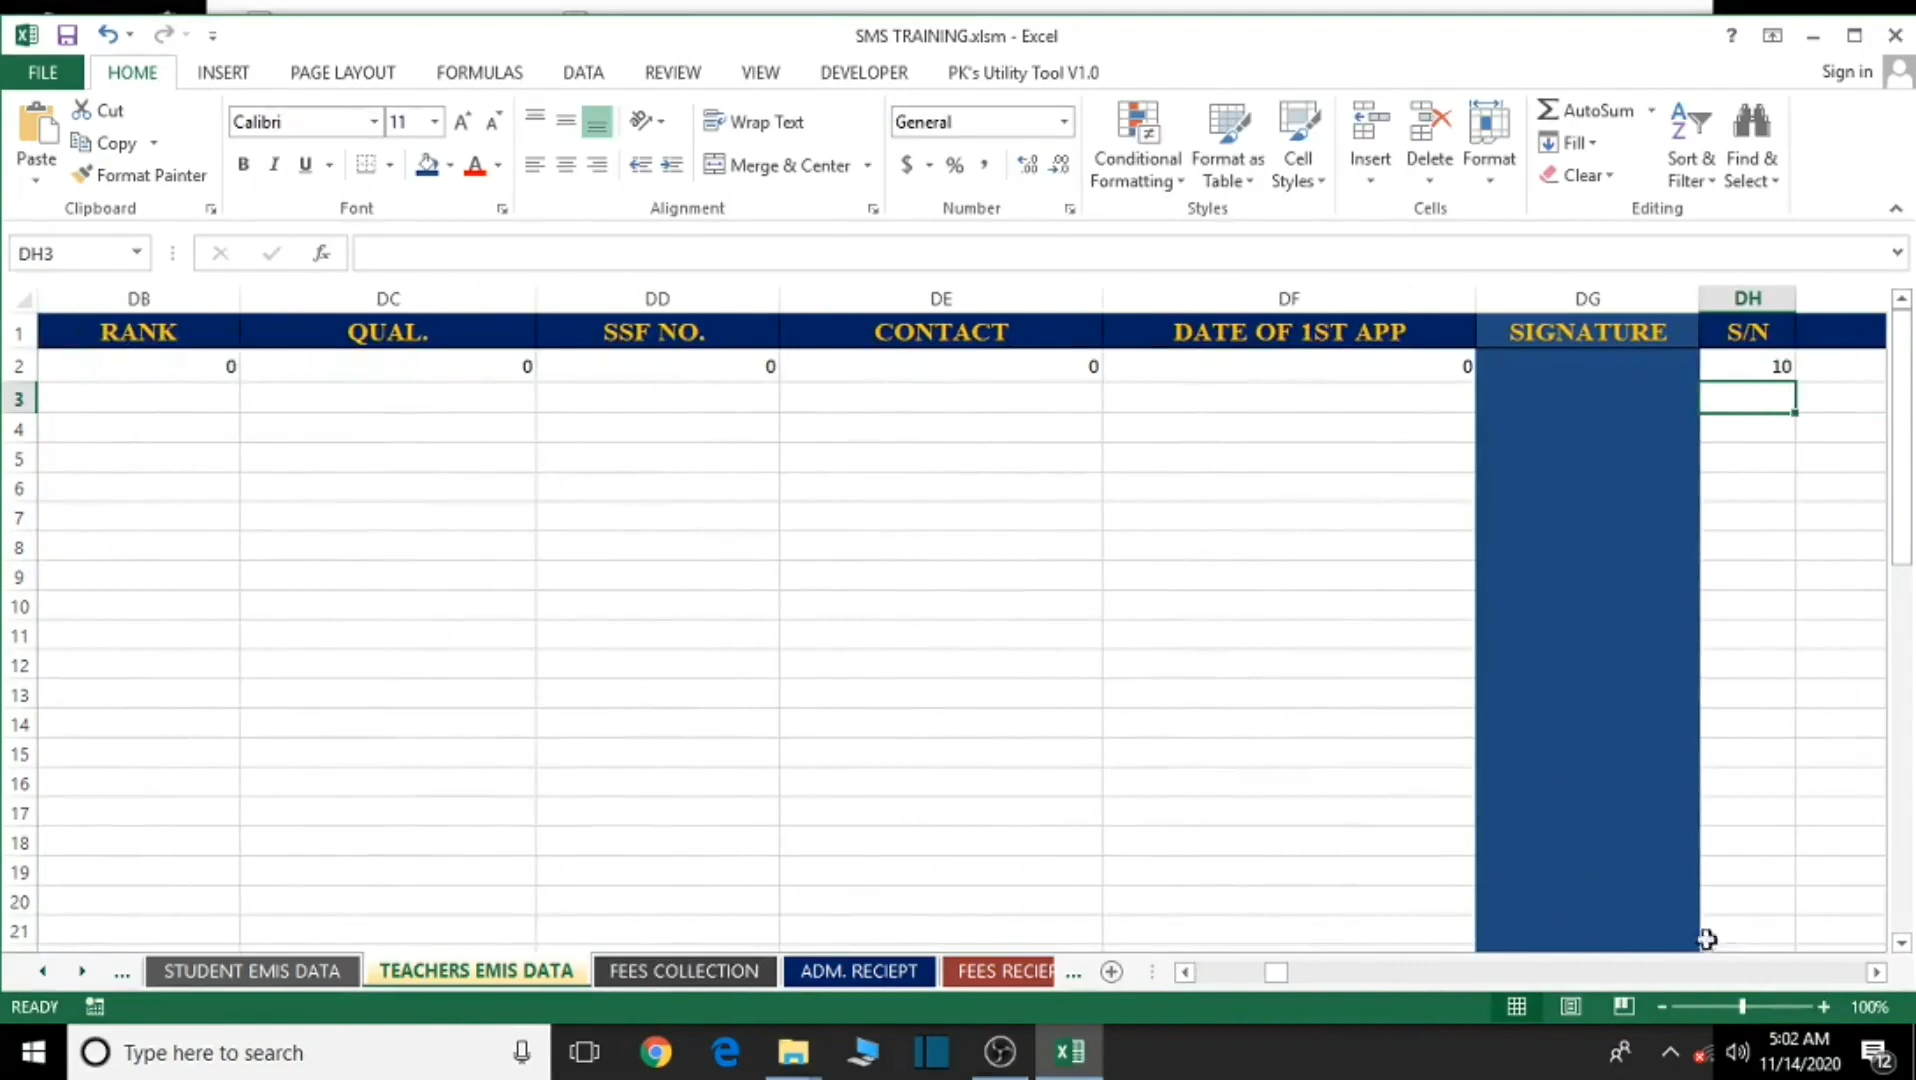 SMS TRAINING.xlsm - Excel
?
FILE HOME INSERT PAGE LAYOUT FORMULAS DATA REVIEW VIEW DEVELOPER PK's Utility Tool V1.0 Sign in
Cut
Copy
Format Painter
Paste
Clipboard
Calibri 11
B I U
Font
Wrap Text
Merge & Center
Alignment
General
$ % ,
Number
Conditional Formatting
Format as Table
Cell Styles
Styles
Insert Delete Format
Cells
AutoSum
Fill
Clear
Sort & Filter
Find & Select
Editing
DH3 fx
DB DC DD DE DF DG DH
1 RANK QUAL. SSF NO. CONTACT DATE OF 1ST APP SIGNATURE S/N
2 0 0 0 0 0 10
3
4
5
6
7
8
9
10
11
12
13
14
15
16
17
18
19
20
21
... STUDENT EMIS DATA TEACHERS EMIS DATA FEES COLLECTION ADM. RECIEPT FEES RECIEP ...
READY 100%
Type here to search
5:02 AM
11/14/2020
12